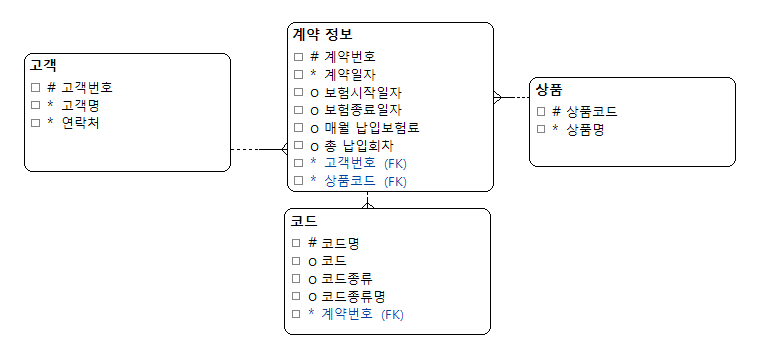 고객
# 고객번호
* 고객명
* 연락처
계약 정보
# 계약번호
* 계약일자
o 보험시작일자
o 보험종료일자
o 매월 납입보험료
o 총 납입회차
* 고객번호 (FK)
* 상품코드 (FK)
상품
# 상품코드
* 상품명
코드
# 코드명
o 코드
o 코드종류
o 코드종류명
* 계약번호 (FK)